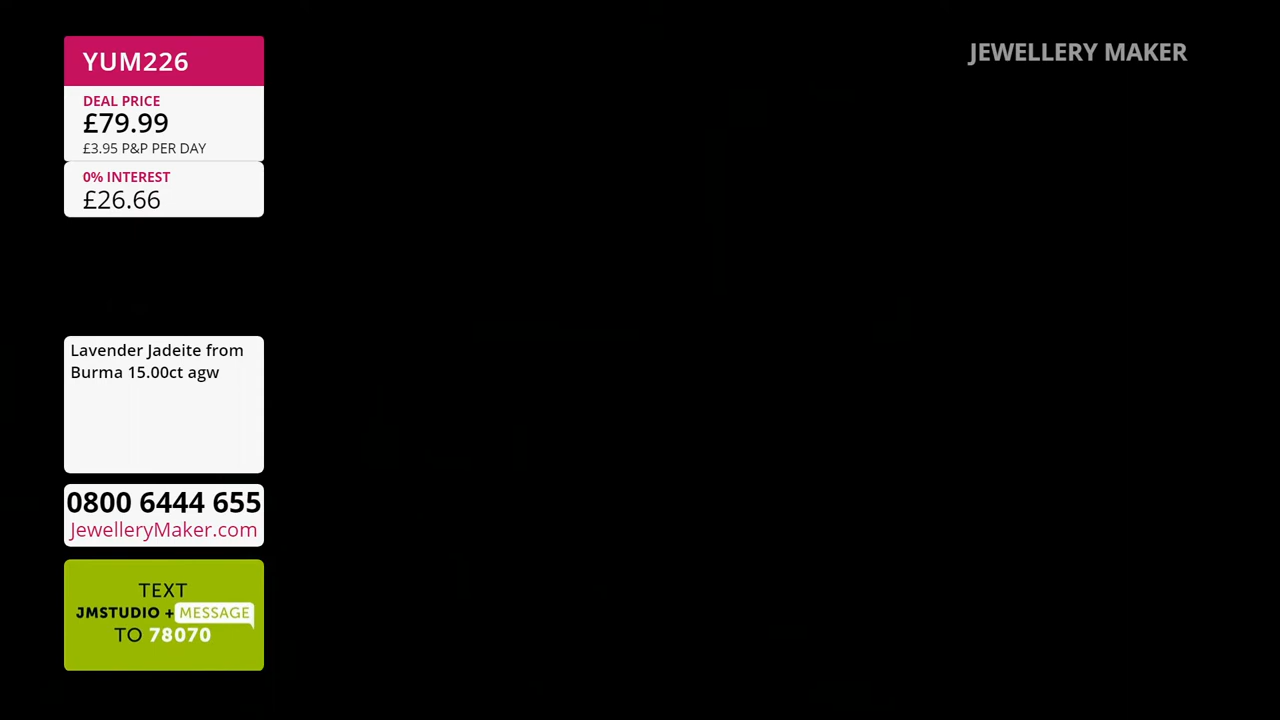 YUM226
DEAL PRICE
£79.99
£3.95 P&P PER DAY
0% INTEREST
£26.66
Lavender Jadeite from
Burma 15.00ct agw
0800 6444 655
JewelleryMaker.com
TEXT
JMSTUDIO + MESSAGE
TO 78070
JEWELLERY MAKER